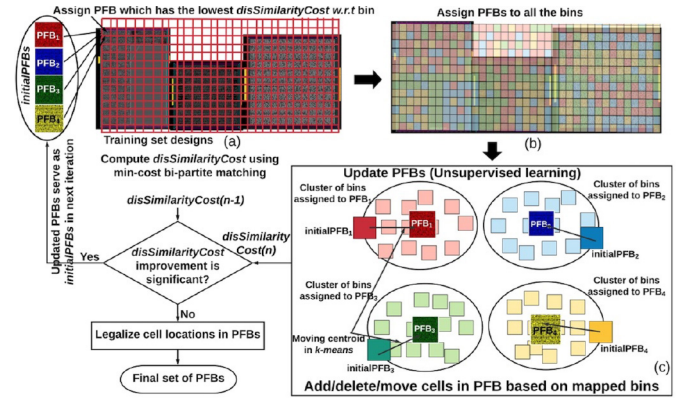 Assign PFB which has the lowest disSimilarityCost w.r.t bin
initialPFBs
PFB1
PFB2
PFB3
PFB4
Training set designs
(a)
Assign PFBs to all the bins
(b)
Compute disSimilarityCost using
min-cost bi-partite matching
Updated PFBs serve as
initialPFBs in next iteration
disSimilarityCost(n-1)
disSimilarity
Cost(n)
Yes
disSimilarityCost
improvement is
significant?
No
Legalize cell locations in PFBs
Final set of PFBs
Update PFBs (Unsupervised learning)
Cluster of bins
assigned to PFB1
initialPFB1
PFB1
Cluster of bins
assigned to PFB2
PFB2
initialPFB2
Cluster of bins
assigned to PFB3
Moving centroid
in k-means
PFB3
initialPFB3
Cluster of bins
assigned to PFB4
PFB4
initialPFB4
(c)
Add/delete/move cells in PFB based on mapped bins